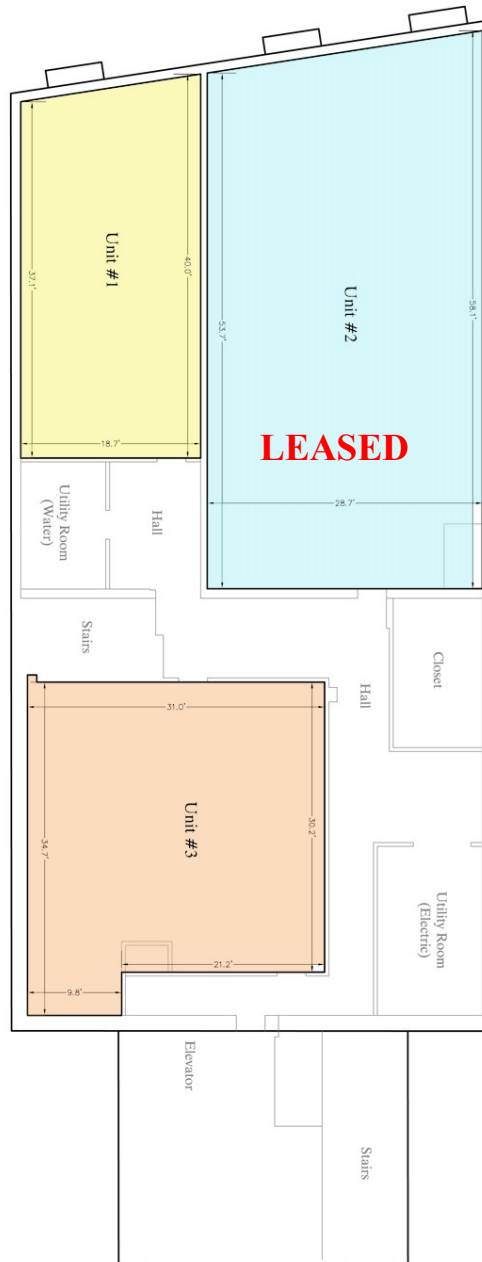 40.0'
37.1'
Unit #1
18.7'
58.1'
53.7'
Unit #2
LEASED
28.7'
Utility Room
(Water)
Hall
Stairs
Closet
Hall
31.0'
30.2'
34.7'
Unit #3
21.2'
9.8'
Utility Room
(Electric)
Elevator
Stairs